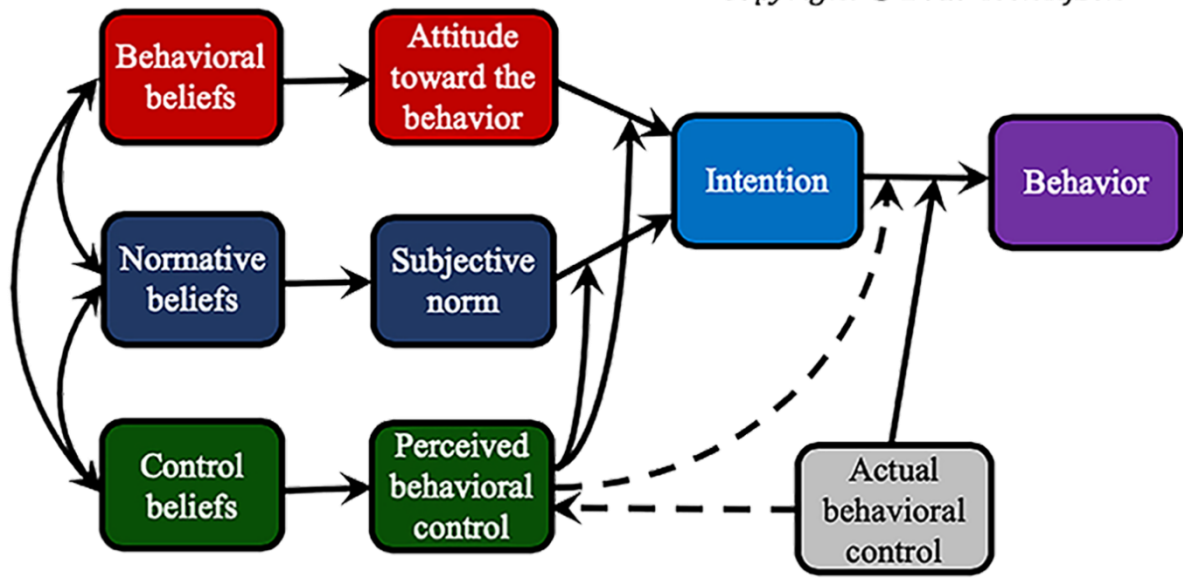 Behavioral
beliefs
Attitude
toward the
behavior
Intention
Behavior
Normative
beliefs
Subjective
norm
Control
beliefs
Perceived
behavioral
control
Actual
behavioral
control